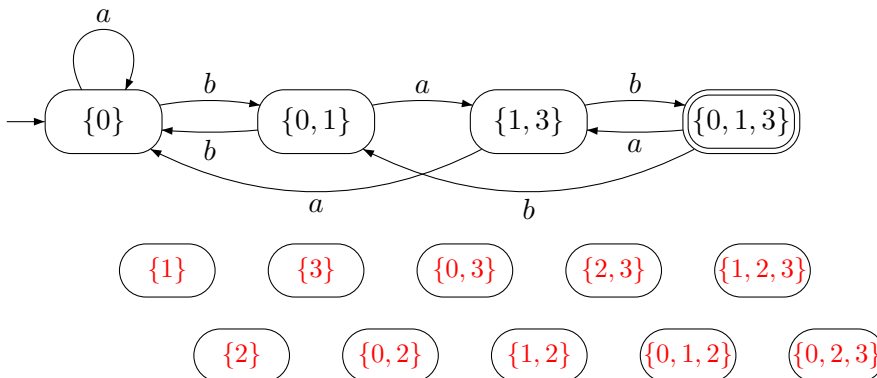 a
b a b
{0} {0, 1} {1, 3} {0, 1, 3}
b a
a b
{1} {3} {0, 3} {2, 3} {1, 2, 3}
{2} {0, 2} {1, 2} {0, 1, 2} {0, 2, 3}